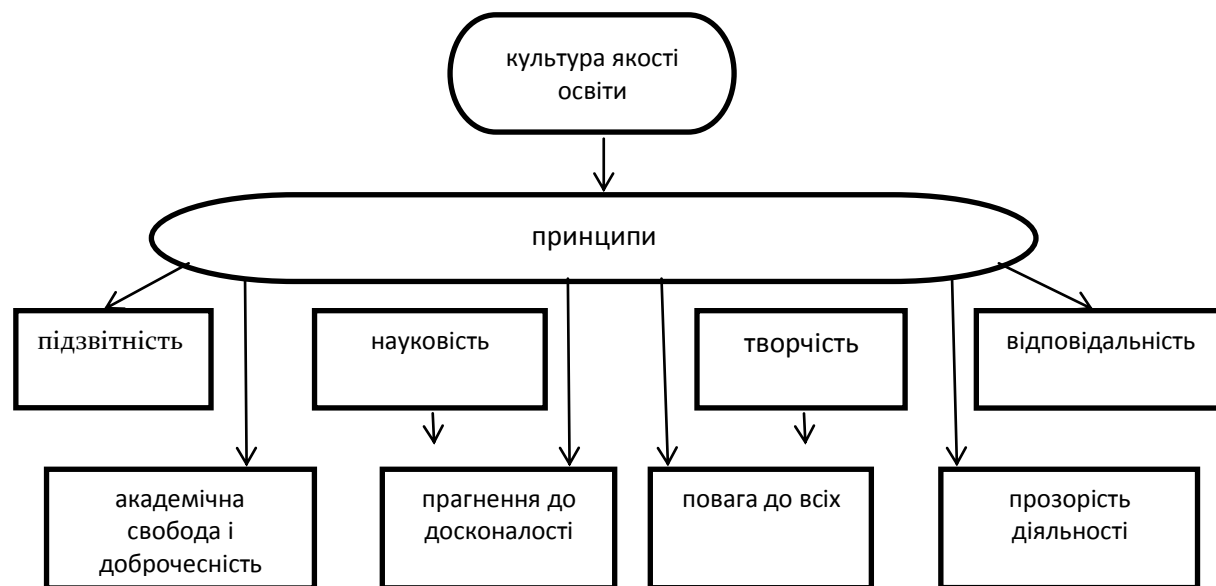 культура якості
освіти
принципи
підзвітність
науковість
творчість
відповідальність
академічна
свобода і
доброчесність
прагнення до
досконалості
повага до всіх
прозорість
діяльності